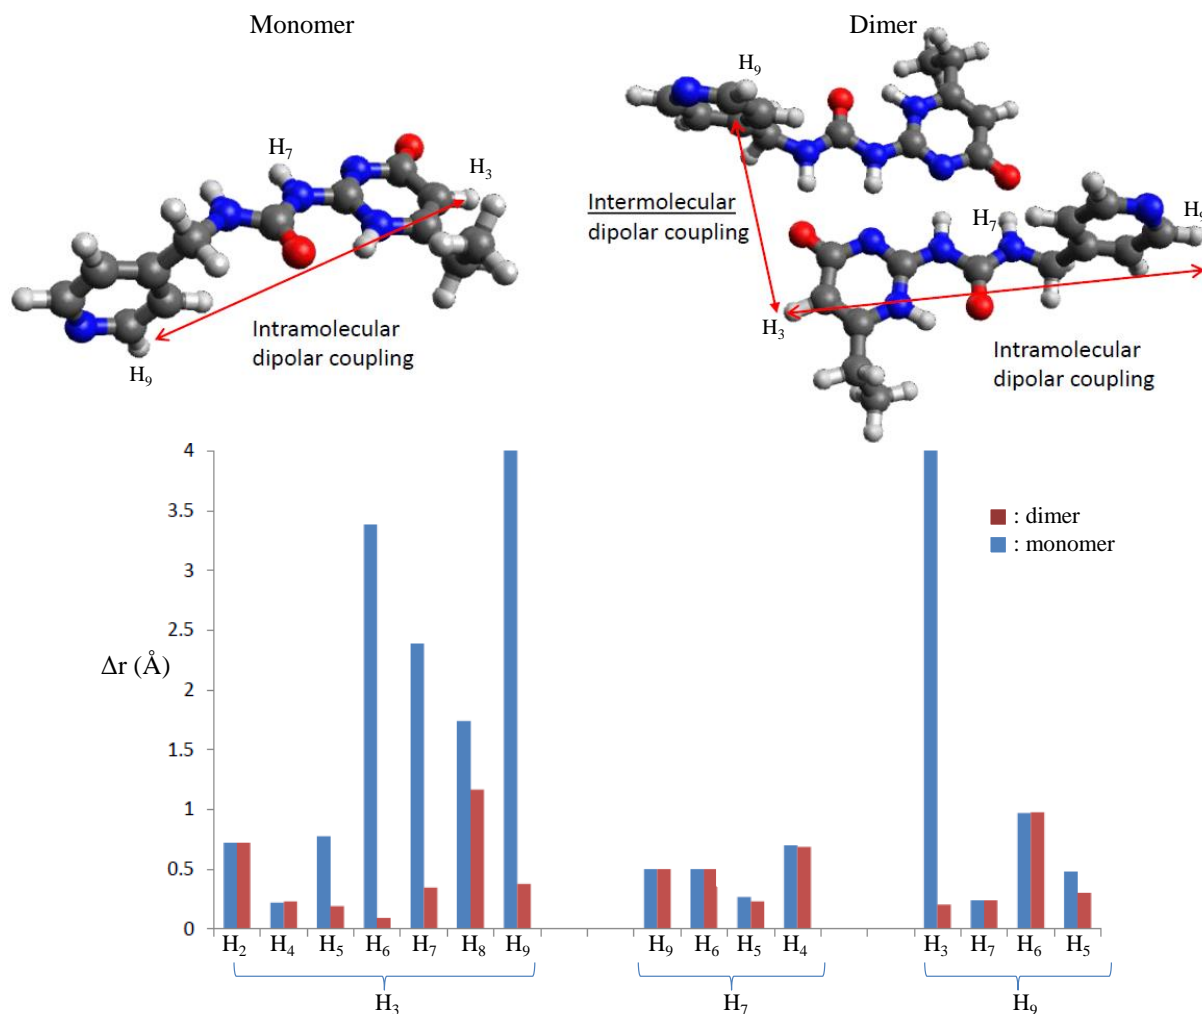 Monomer
Dimer
H₉
H₇
H₃
Intermolecular
dipolar coupling
H₇
H₉
Intramolecular
dipolar coupling
H₉
H₃
Intramolecular
dipolar coupling
4
3.5
3
2.5
2
1.5
1
0.5
0
Δr (Å)
: dimer
: monomer
H₂ H₄ H₅ H₆ H₇ H₈ H₉ H₉ H₆ H₅ H₄ H₃ H₇ H₆ H₅
H₃ H₇ H₉